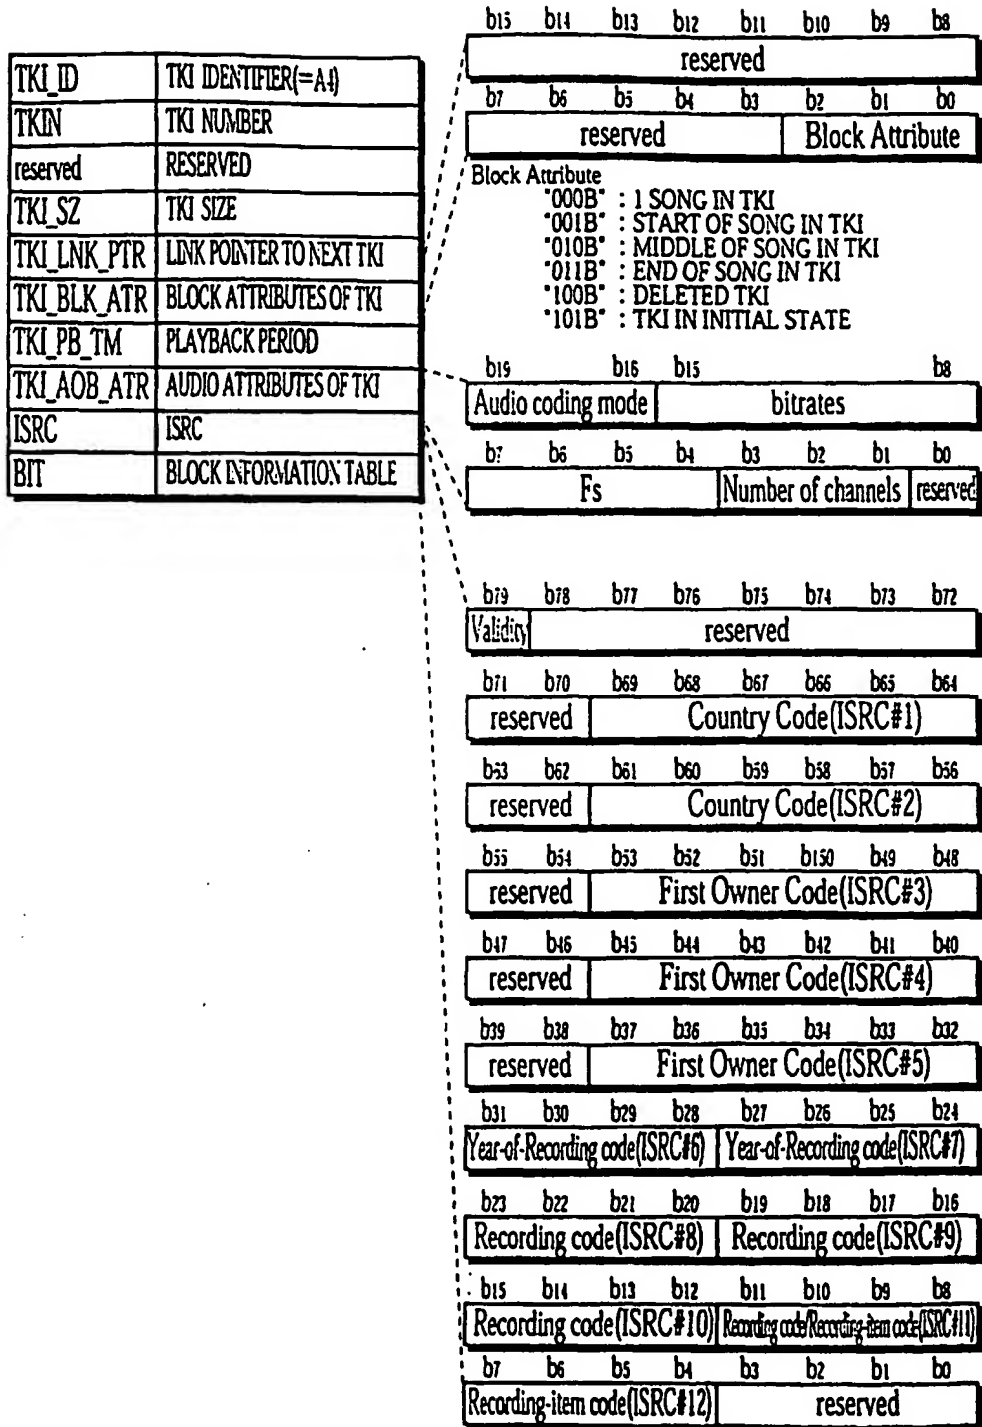 TKI_ID TKI IDENTIFIER(=A4)
TKIN TKI NUMBER
reserved RESERVED
TKI_SZ TKI SIZE
TKI_LNK_PTR LINK POINTER TO NEXT TKI
TKI_BLK_ATR BLOCK ATTRIBUTES OF TKI
TKI_PB_TM PLAYBACK PERIOD
TKI_AOB_ATR AUDIO ATTRIBUTES OF TKI
ISRC ISRC
BIT BLOCK INFORMATION TABLE
b15 b14 b13 b12 b11 b10 b9 b8
reserved
b7 b6 b5 b4 b3 b2 b1 b0
reserved Block Attribute
Block Attribute
"000B" : 1 SONG IN TKI
"001B" : START OF SONG IN TKI
"010B" : MIDDLE OF SONG IN TKI
"011B" : END OF SONG IN TKI
"100B" : DELETED TKI
"101B" : TKI IN INITIAL STATE
b19 b16 b15 b8
Audio coding mode bitrates
b7 b6 b5 b4 b3 b2 b1 b0
Fs Number of channels reserved
b79 b78 b77 b76 b75 b74 b73 b72
Validity reserved
b71 b70 b69 b68 b67 b66 b65 b64
reserved Country Code(ISRC#1)
b53 b62 b61 b60 b59 b58 b57 b56
reserved Country Code(ISRC#2)
b55 b54 b53 b52 b51 b150 b49 b48
reserved First Owner Code(ISRC#3)
b47 b46 b45 b44 b43 b42 b41 b40
reserved First Owner Code(ISRC#4)
b39 b38 b37 b36 b35 b34 b33 b32
reserved First Owner Code(ISRC#5)
b31 b30 b29 b28 b27 b26 b25 b24
Year-of-Recording code(ISRC#6) Year-of-Recording code(ISRC#7)
b23 b22 b21 b20 b19 b18 b17 b16
Recording code(ISRC#8) Recording code(ISRC#9)
b15 b14 b13 b12 b11 b10 b9 b8
Recording code(ISRC#10) Recording code/Recording-item code(ISRC#11)
b7 b6 b5 b4 b3 b2 b1 b0
Recording-item code(ISRC#12) reserved